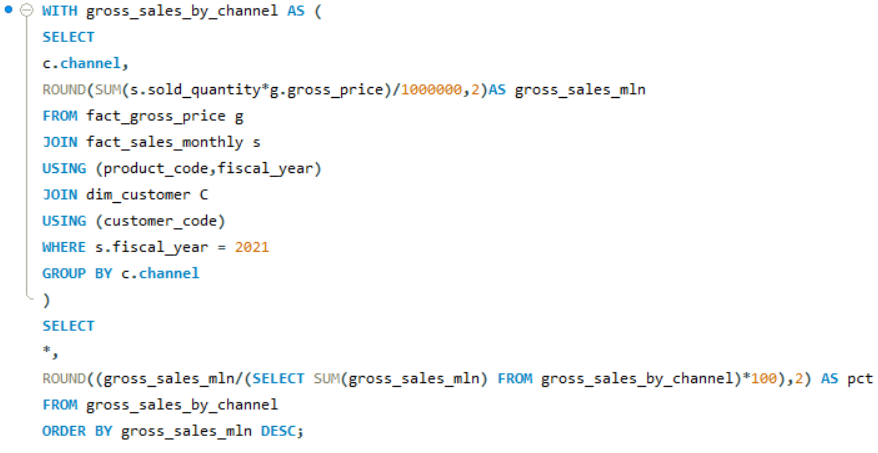 WITH gross_sales_by_channel AS (
SELECT
c.channel,
ROUND(SUM(s.sold_quantity*g.gross_price)/1000000,2)AS gross_sales_mln
FROM fact_gross_price g
JOIN fact_sales_monthly s
USING (product_code,fiscal_year)
JOIN dim_customer C
USING (customer_code)
WHERE s.fiscal_year = 2021
GROUP BY c.channel
)
SELECT
*,
ROUND((gross_sales_mln/(SELECT SUM(gross_sales_mln) FROM gross_sales_by_channel)*100),2) AS pct
FROM gross_sales_by_channel
ORDER BY gross_sales_mln DESC;